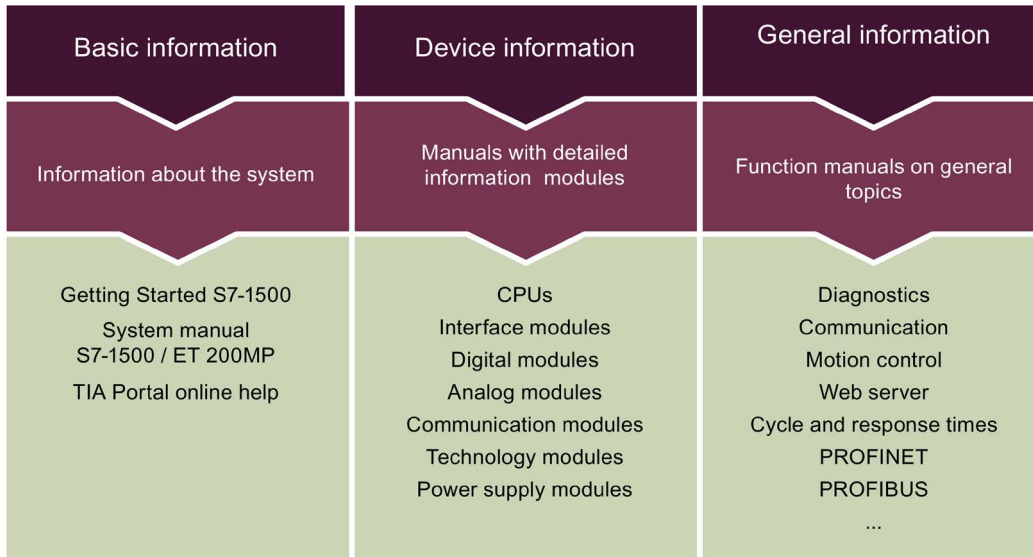 Basic information
Information about the system
Getting Started S7-1500
System manual
S7-1500 / ET 200MP
TIA Portal online help
Device information
Manuals with detailed
information modules
CPUs
Interface modules
Digital modules
Analog modules
Communication modules
Technology modules
Power supply modules
General information
Function manuals on general
topics
Diagnostics
Communication
Motion control
Web server
Cycle and response times
PROFINET
PROFIBUS
...